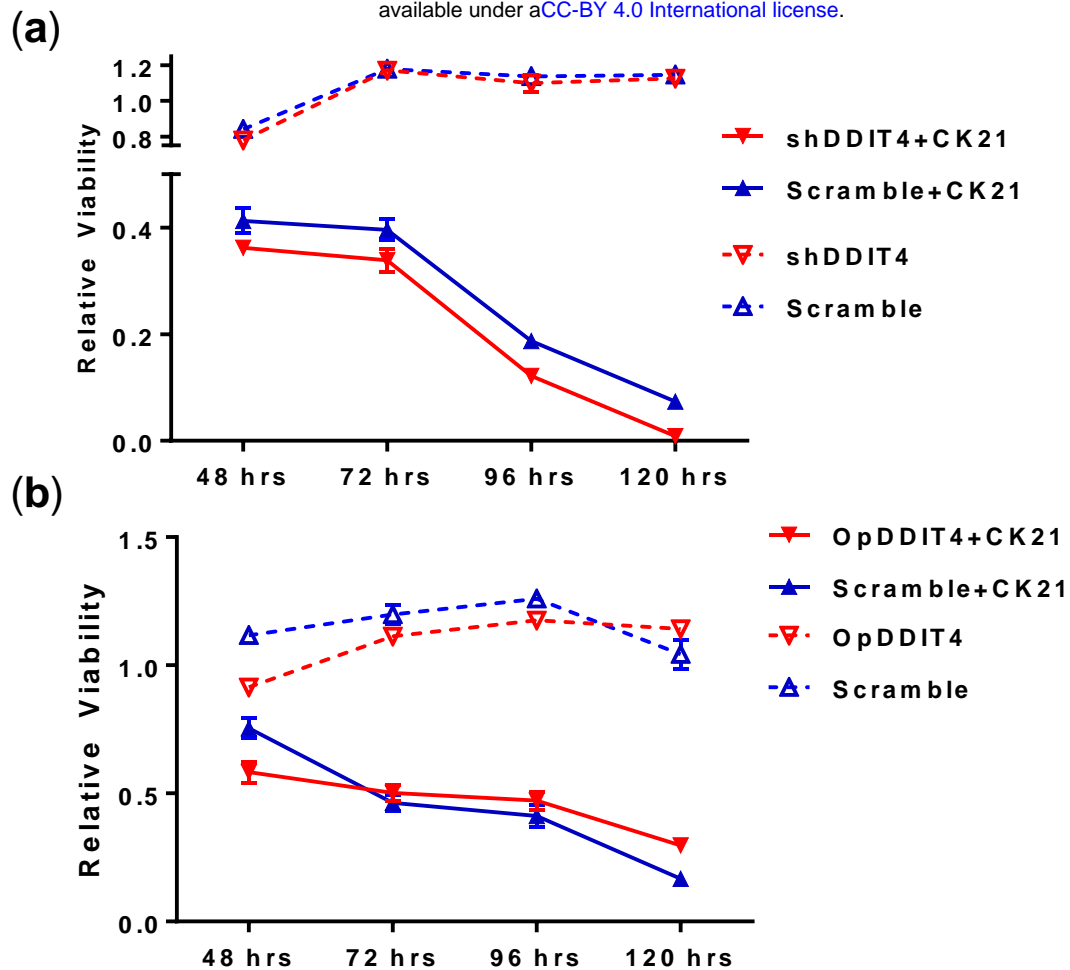 available under aCC-BY 4.0 International license.
(a)
1.2
1.0
0.8
0.4
0.2
0.0
Relative Viability
48 hrs 72 hrs 96 hrs 120 hrs
shDDIT4+CK21
Scramble+CK21
shDDIT4
Scramble
(b)
1.5
1.0
0.5
0.0
Relative Viability
48 hrs 72 hrs 96 hrs 120 hrs
OpDDIT4+CK21
Scramble+CK21
OpDDIT4
Scramble